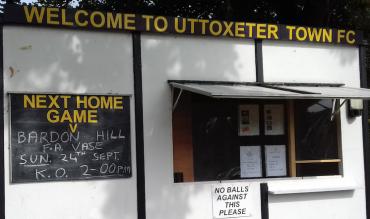 WELCOME TO UTTOXETER TOWN FC
NEXT HOME
GAME
V
BARDON HILL
F.A. VASE
SUN. 24TH SEPT.
K.O. 2-00PM
NO BALLS
AGAINST
THIS
PLEASE